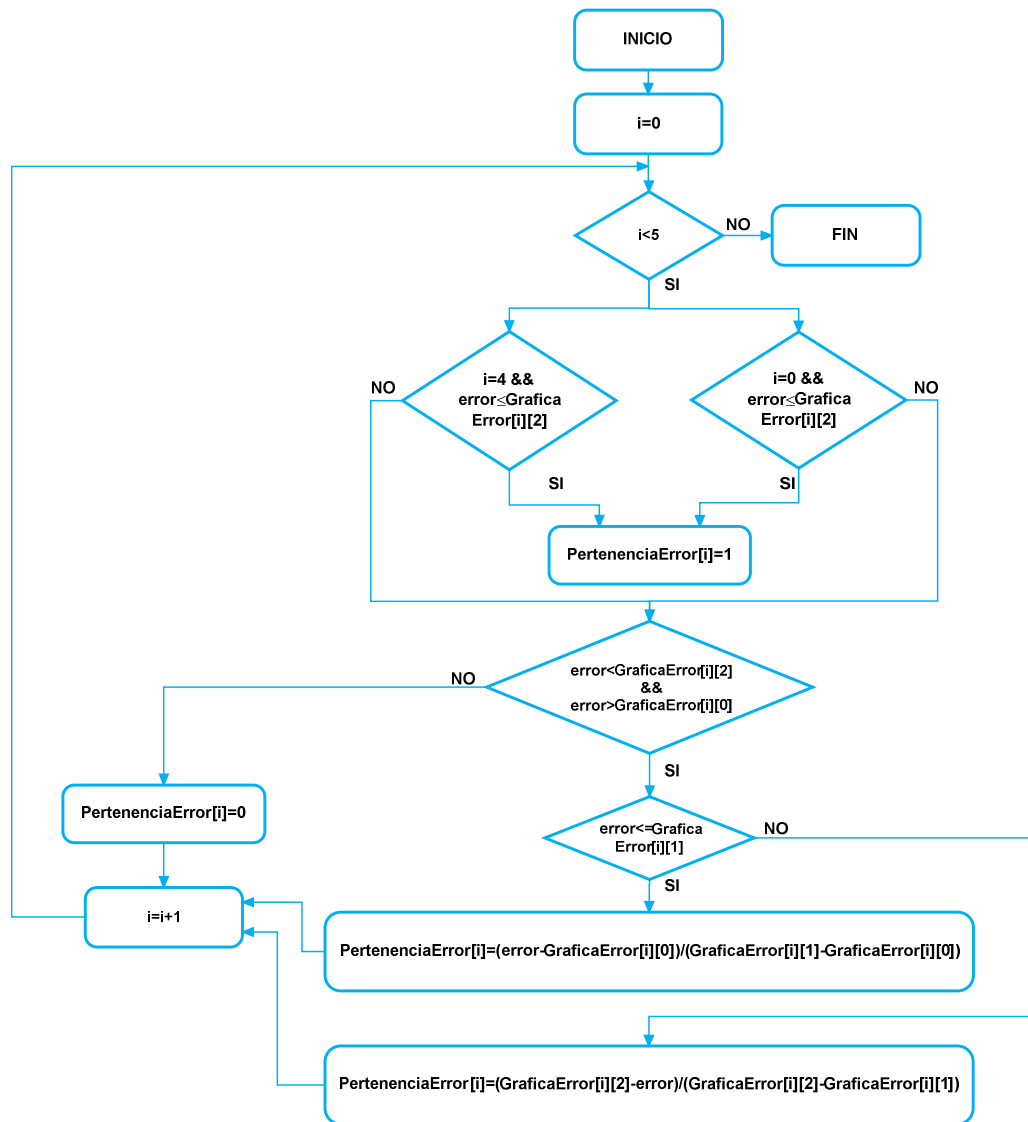 INICIO
i=0
i<5
NO
FIN
SI
NO
i=4 &&
error≤Grafica
Error[i][2]
i=0 &&
error≤Grafica
Error[i][2]
NO
SI
SI
PertenenciaError[i]=1
error<GraficaError[i][2]
&&
error>GraficaError[i][0]
NO
SI
PertenenciaError[i]=0
error<=Grafica
Error[i][1]
NO
SI
i=i+1
PertenenciaError[i]=(error-GraficaError[i][0])/(GraficaError[i][1]-GraficaError[i][0])
PertenenciaError[i]=(GraficaError[i][2]-error)/(GraficaError[i][2]-GraficaError[i][1])